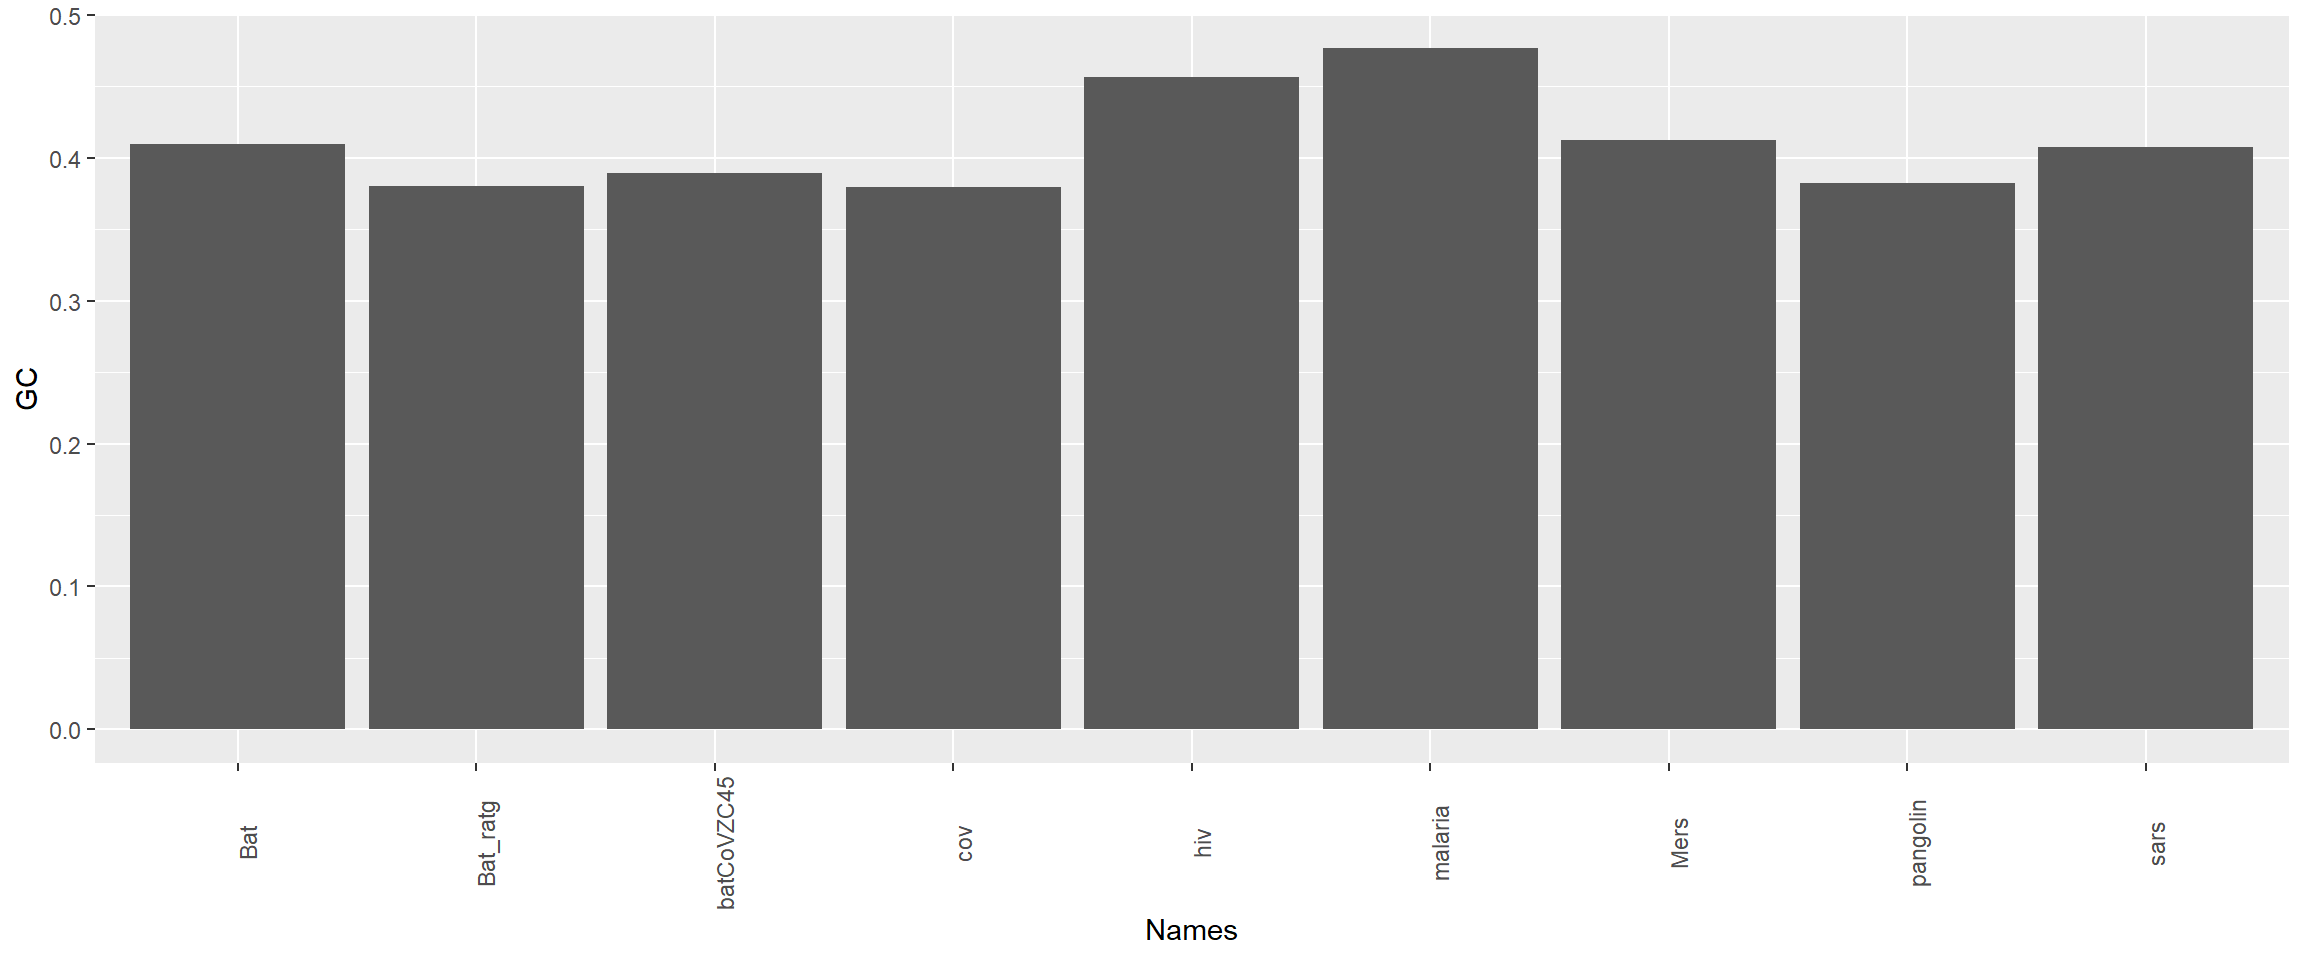 0.5
0.4
0.3
0.2
0.1
0.0
GC
Bat
Bat_ratg
batCoVZC45
cov
hiv
malaria
Mers
pangolin
sars
Names